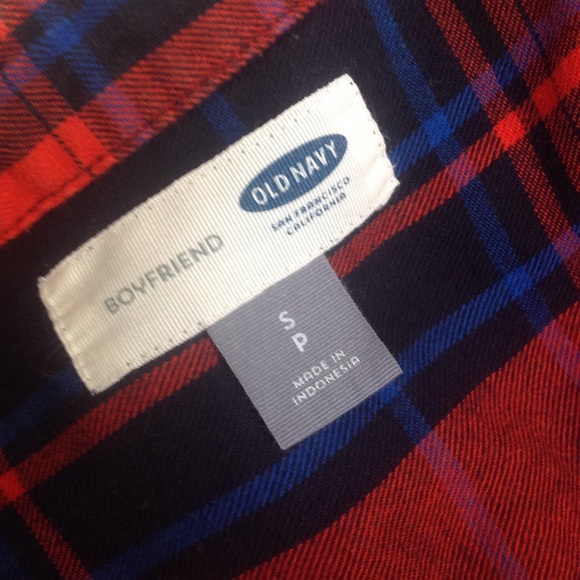 BOYFRIEND
OLD NAVY
SAN FRANCISCO
CALIFORNIA
S
P
MADE IN
INDONESIA